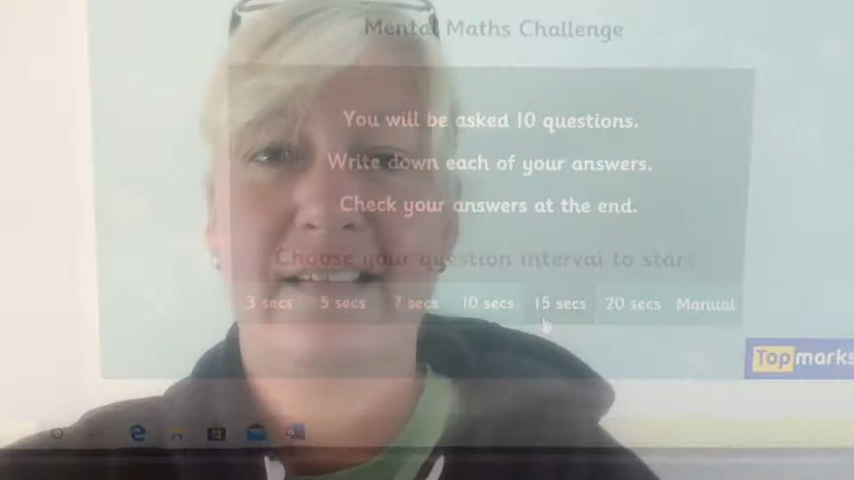 Mental Maths Challenge
You will be asked 10 questions.
Write down each of your answers.
Check your answers at the end.
Choose your question interval to start
3 secs 5 secs 7 secs 10 secs 15 secs 20 secs Manual
Topmarks